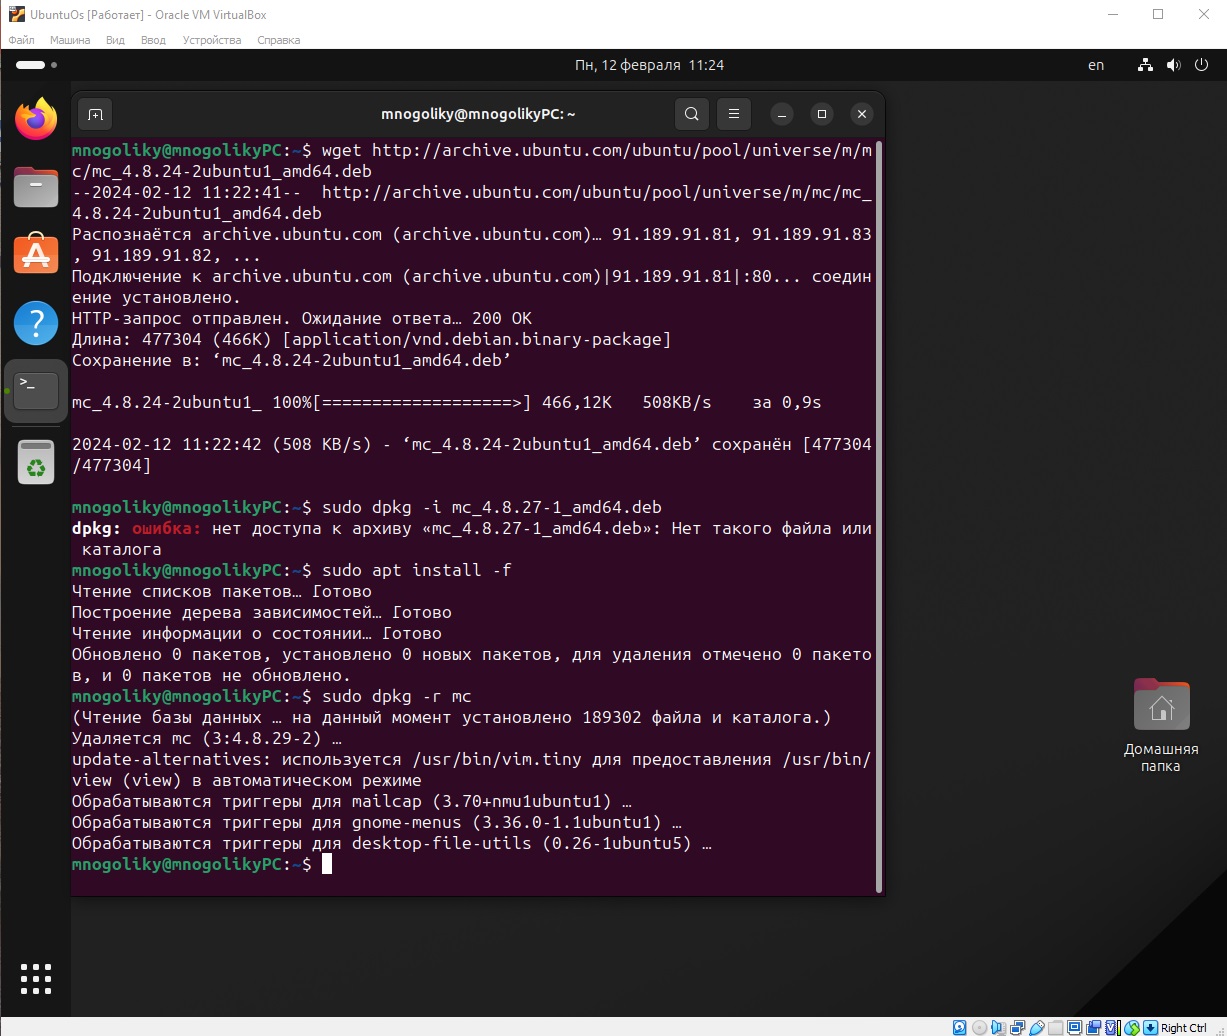 UbuntuOs [Работает] - Oracle VM VirtualBox
Файл Машина Вид Ввод Устройства Справка
Пн, 12 февраля 11:24
en
mnogoliky@mnogolikyPC: ~
mnogoliky@mnogolikyPC:~$ wget http://archive.ubuntu.com/ubuntu/pool/universe/m/m
c/mc_4.8.24-2ubuntu1_amd64.deb
--2024-02-12 11:22:41--  http://archive.ubuntu.com/ubuntu/pool/universe/m/mc/mc_
4.8.24-2ubuntu1_amd64.deb
Распознаётся archive.ubuntu.com (archive.ubuntu.com)… 91.189.91.81, 91.189.91.83
, 91.189.91.82, ...
Подключение к archive.ubuntu.com (archive.ubuntu.com)|91.189.91.81|:80... соедин
ение установлено.
HTTP-запрос отправлен. Ожидание ответа… 200 OK
Длина: 477304 (466K) [application/vnd.debian.binary-package]
Сохранение в: ‘mc_4.8.24-2ubuntu1_amd64.deb’
mc_4.8.24-2ubuntu1_ 100%[===================>] 466,12K   508KB/s    за 0,9s
2024-02-12 11:22:42 (508 KB/s) - ‘mc_4.8.24-2ubuntu1_amd64.deb’ сохранён [477304
/477304]
mnogoliky@mnogolikyPC:~$ sudo dpkg -i mc_4.8.27-1_amd64.deb
dpkg: ошибка: нет доступа к архиву «mc_4.8.27-1_amd64.deb»: Нет такого файла или
каталога
mnogoliky@mnogolikyPC:~$ sudo apt install -f
Чтение списков пакетов… Готово
Построение дерева зависимостей… Готово
Чтение информации о состоянии… Готово
Обновлено 0 пакетов, установлено 0 новых пакетов, для удаления отмечено 0 пакето
в, и 0 пакетов не обновлено.
mnogoliky@mnogolikyPC:~$ sudo dpkg -r mc
(Чтение базы данных … на данный момент установлено 189302 файла и каталога.)
Удаляется mc (3:4.8.29-2) …
update-alternatives: используется /usr/bin/vim.tiny для предоставления /usr/bin/
view (view) в автоматическом режиме
Обрабатываются триггеры для mailcap (3.70+nmu1ubuntu1) …
Обрабатываются триггеры для gnome-menus (3.36.0-1.1ubuntu1) …
Обрабатываются триггеры для desktop-file-utils (0.26-1ubuntu5) …
mnogoliky@mnogolikyPC:~$
Домашняя
папка
Right Ctrl